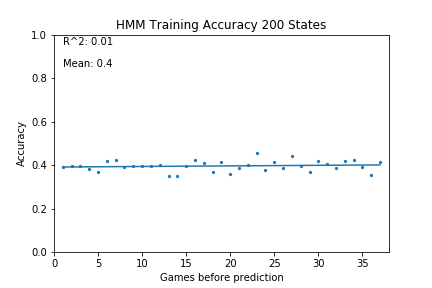 HMM Training Accuracy 200 States
R^2: 0.01
Mean: 0.4
Accuracy
1.0
0.8
0.6
0.4
0.2
0.0
0 5 10 15 20 25 30 35
Games before prediction